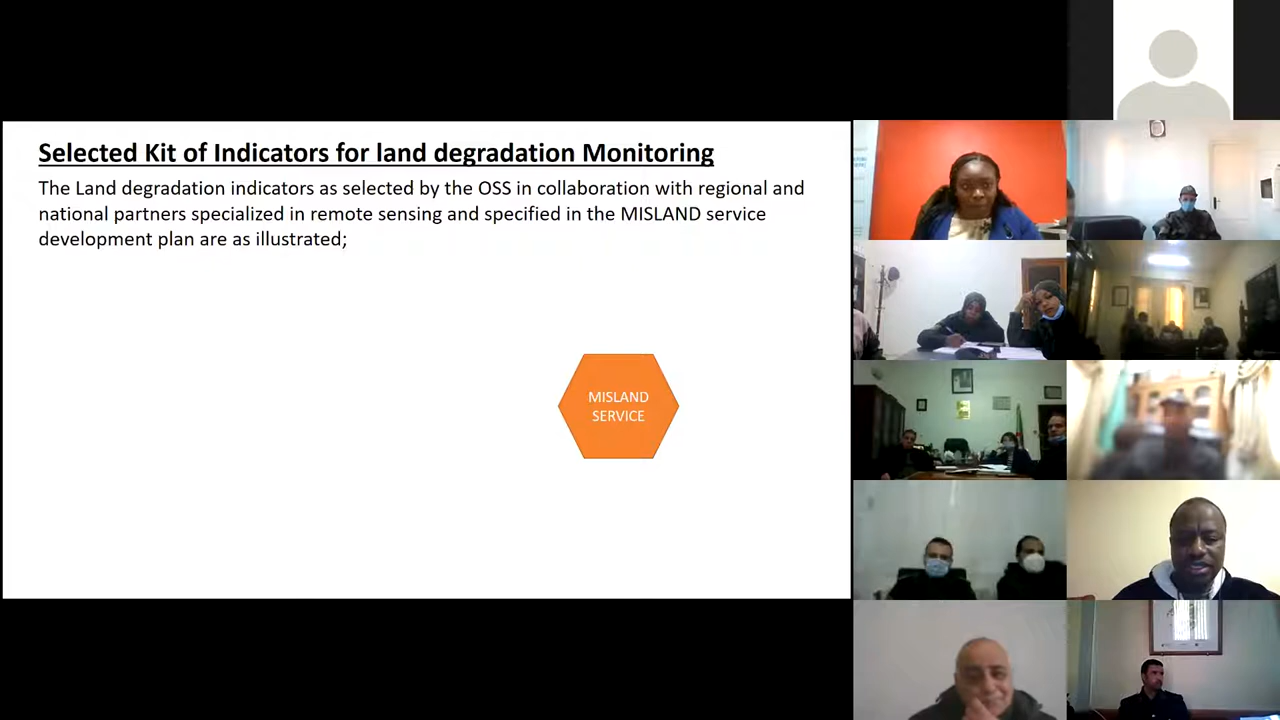 Selected Kit of Indicators for land degradation Monitoring
The Land degradation indicators as selected by the OSS in collaboration with regional and
national partners specialized in remote sensing and specified in the MISLAND service
development plan are as illustrated;
MISLAND
SERVICE